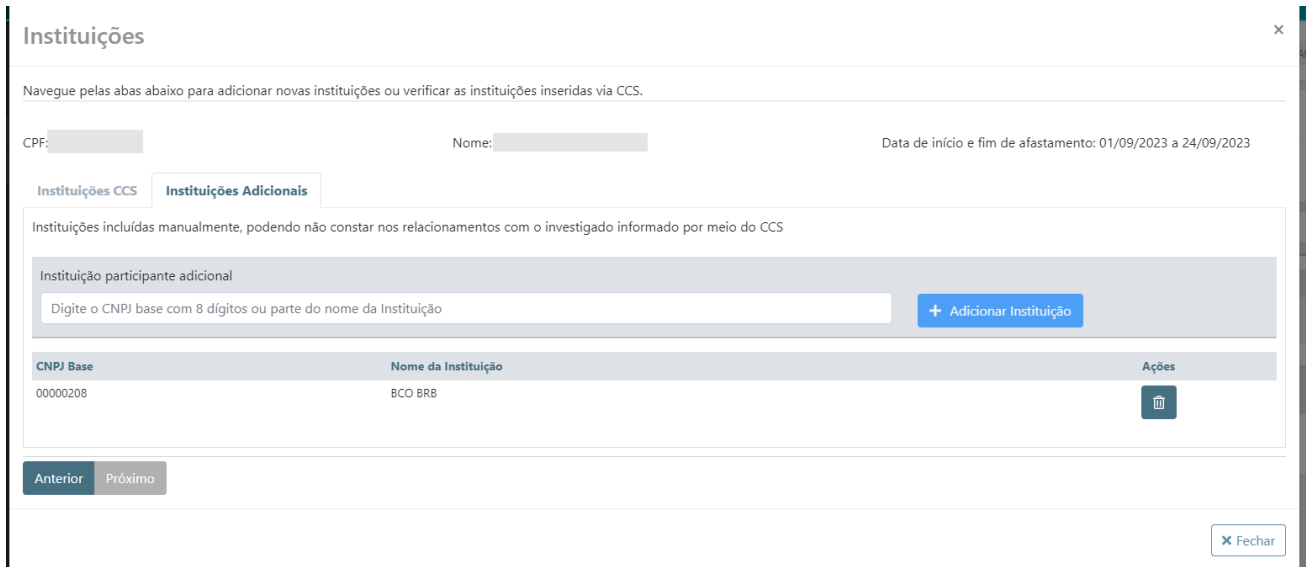 Instituições
×
Navegue pelas abas abaixo para adicionar novas instituições ou verificar as instituições inseridas via CCS.
CPF: Nome: Data de início e fim de afastamento: 01/09/2023 a 24/09/2023
Instituições CCS Instituições Adicionais
Instituições incluídas manualmente, podendo não constar nos relacionamentos com o investigado informado por meio do CCS
Instituição participante adicional
Digite o CNPJ base com 8 dígitos ou parte do nome da Instituição + Adicionar Instituição
CNPJ Base Nome da Instituição Ações
00000208 BCO BRB
Anterior Próximo
× Fechar